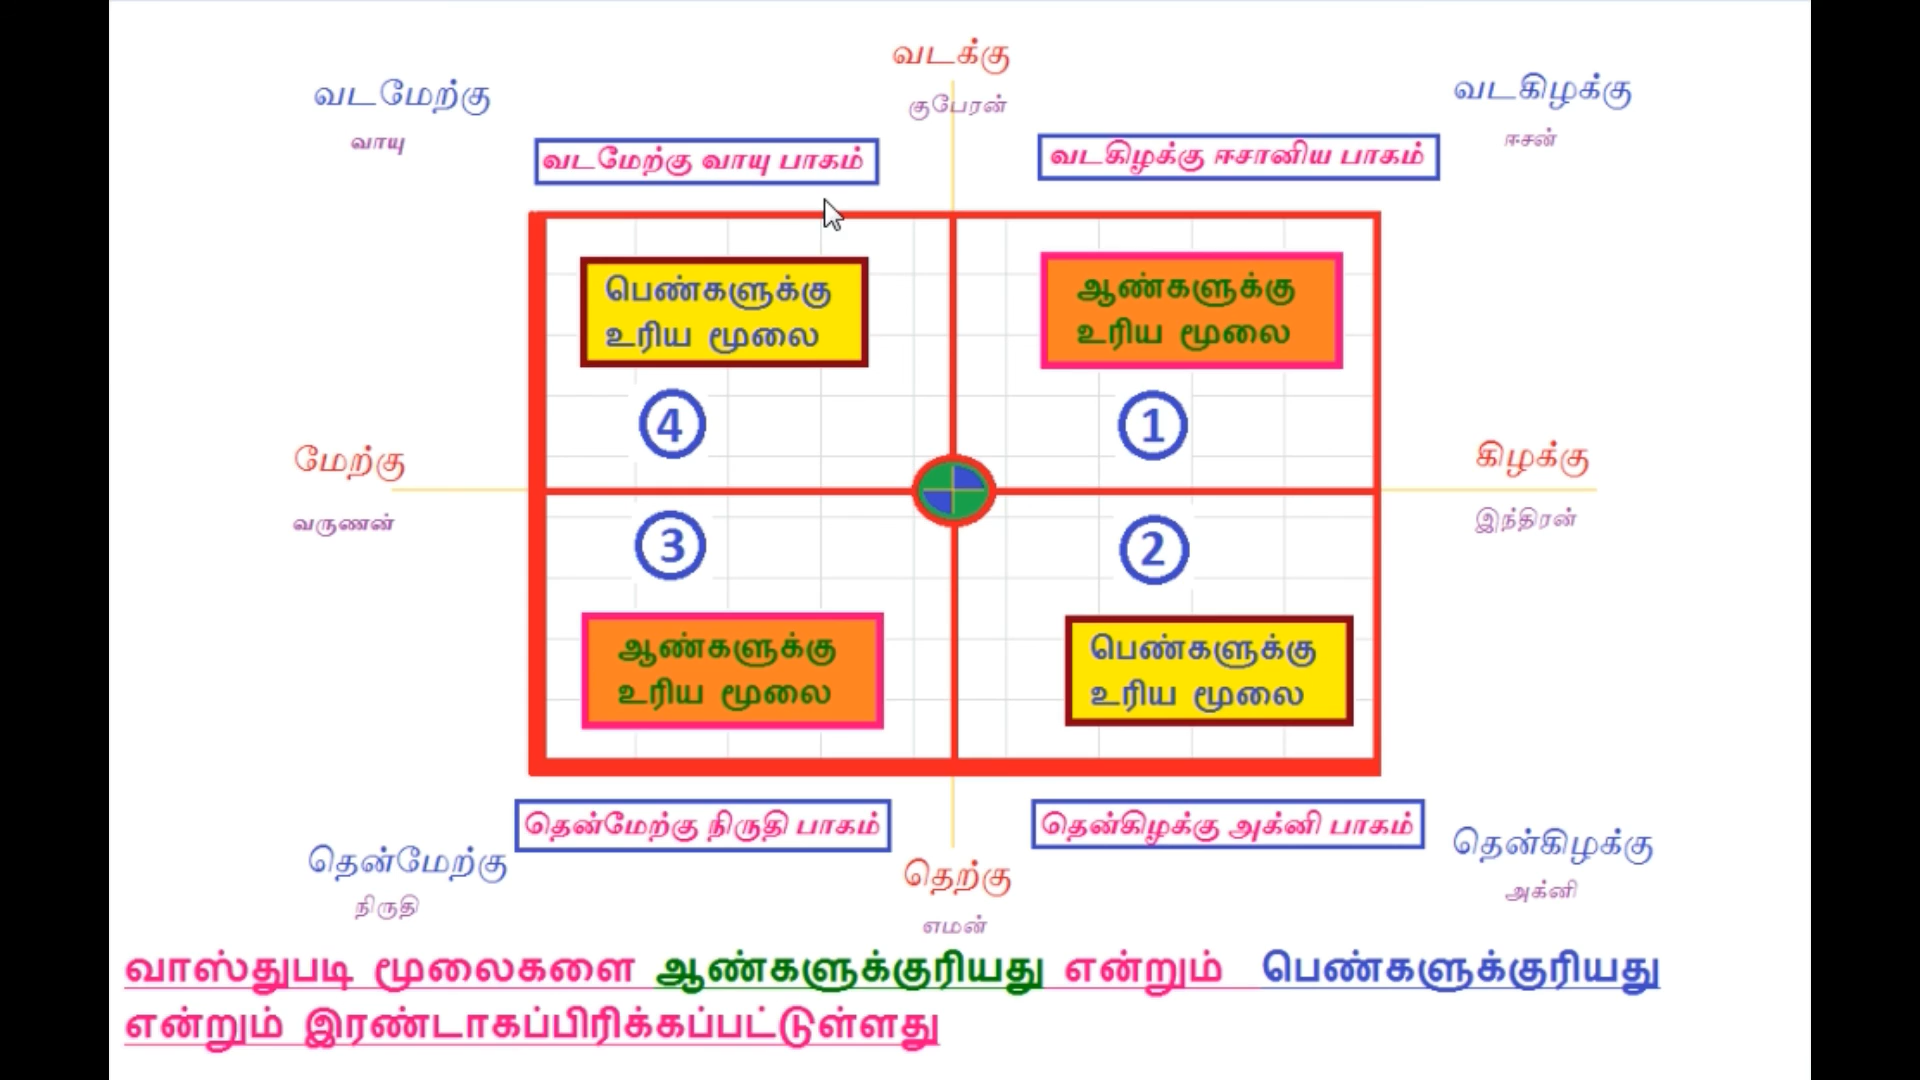 வடக்கு
குபேரன்
வடமேற்கு
வாயு
வடகிழக்கு
ஈசன்
வடமேற்கு வாயு பாகம்
வடகிழக்கு ஈசானிய பாகம்
பெண்களுக்கு
உரிய மூலை
ஆண்களுக்கு
உரிய மூலை
4
1
மேற்கு
வருணன்
கிழக்கு
இந்திரன்
3
2
ஆண்களுக்கு
உரிய மூலை
பெண்களுக்கு
உரிய மூலை
தென்மேற்கு நிருதி பாகம்
தென்கிழக்கு அக்னி பாகம்
தென்மேற்கு
நிருதி
தெற்கு
எமன்
தென்கிழக்கு
அக்னி
வாஸ்துபடி மூலைகளை ஆண்களுக்குரியது என்றும் பெண்களுக்குரியது
என்றும் இரண்டாகப்பிரிக்கப்பட்டுள்ளது